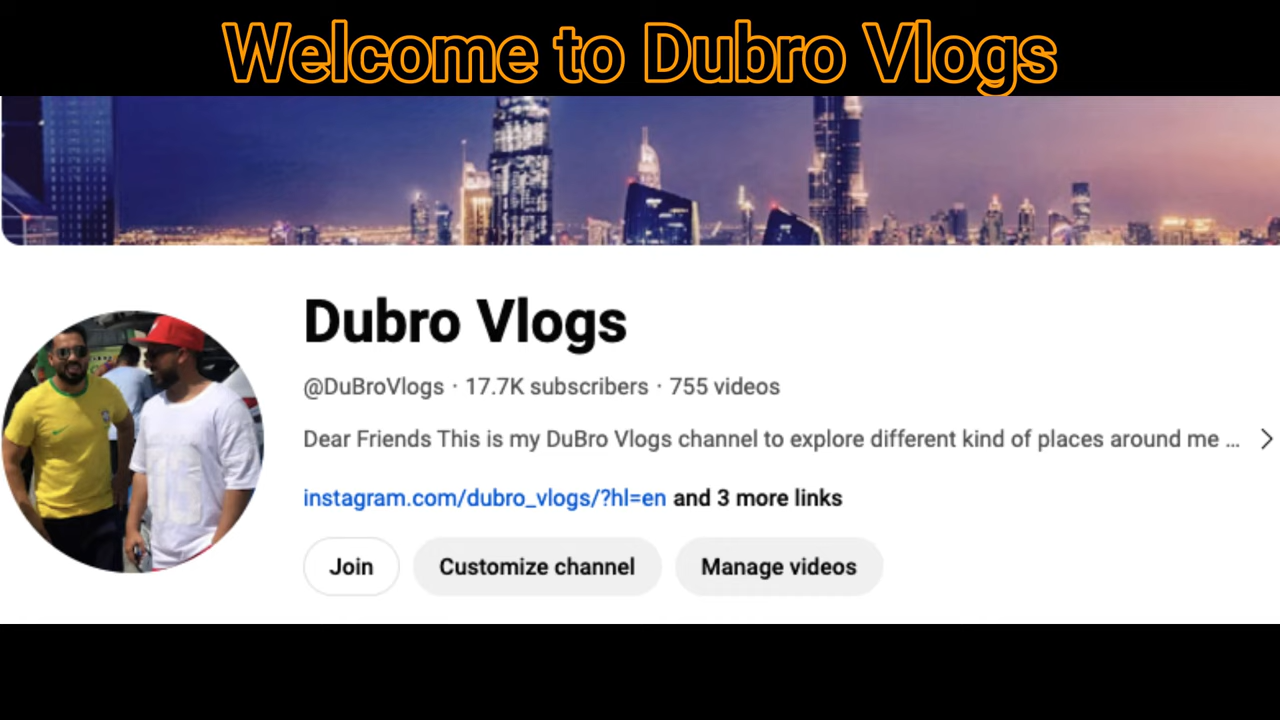 Welcome to Dubro Vlogs
Dubro Vlogs
@DuBroVlogs · 17.7K subscribers · 755 videos
Dear Friends This is my DuBro Vlogs channel to explore different kind of places around me ...
instagram.com/dubro_vlogs/?hl=en and 3 more links
Join Customize channel Manage videos